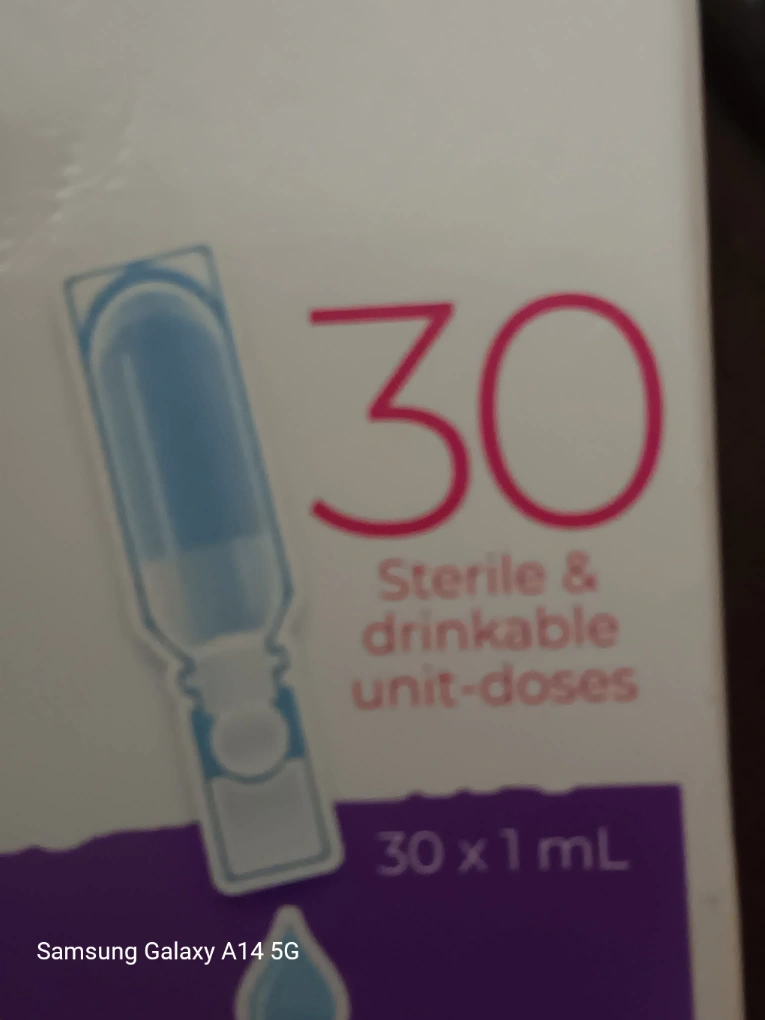 30
Sterile &
drinkable
unit-doses
30 x 1 mL
Samsung Galaxy A14 5G